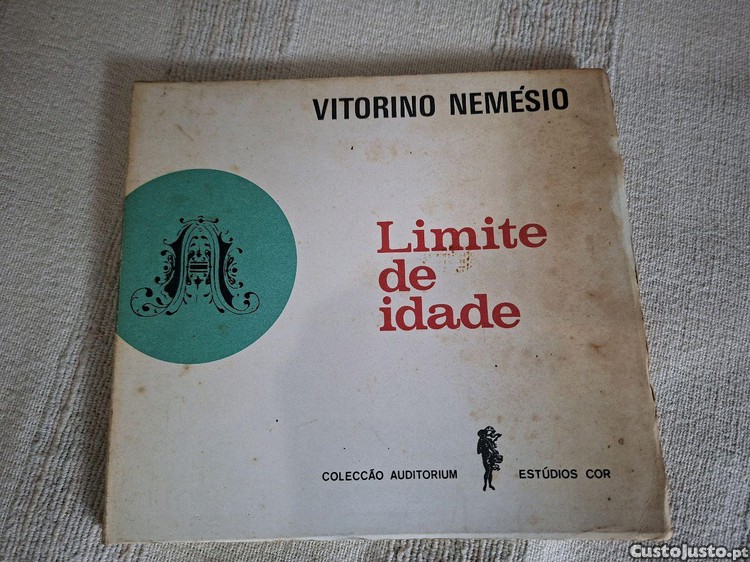 VITORINO NEMÉSIO
Limite
de
idade
A
COLECCÃO AUDITORIUM
ESTÚDIOS COR
CustoJusto.pt